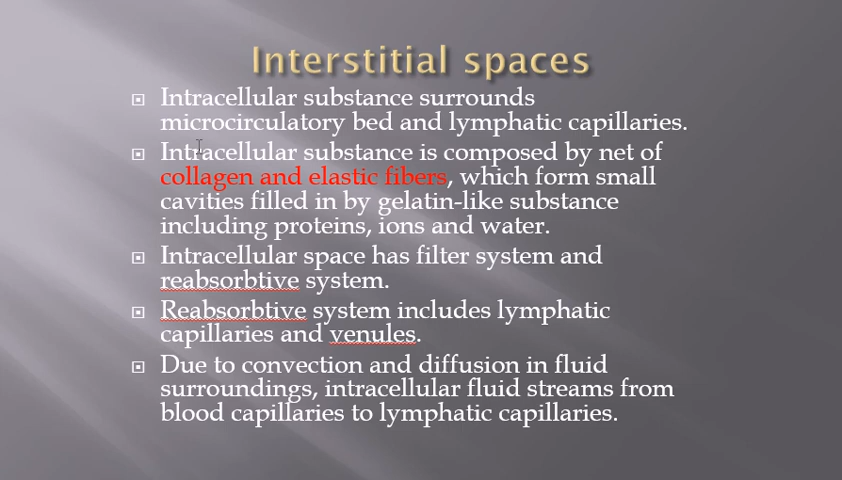 Interstitial spaces
Intracellular substance surrounds
microcirculatory bed and lymphatic capillaries.
Intracellular substance is composed by net of
collagen and elastic fibers, which form small
cavities filled in by gelatin-like substance
including proteins, ions and water.
Intracellular space has filter system and
reabsorbtive system.
Reabsorbtive system includes lymphatic
capillaries and venules.
Due to convection and diffusion in fluid
surroundings, intracellular fluid streams from
blood capillaries to lymphatic capillaries.